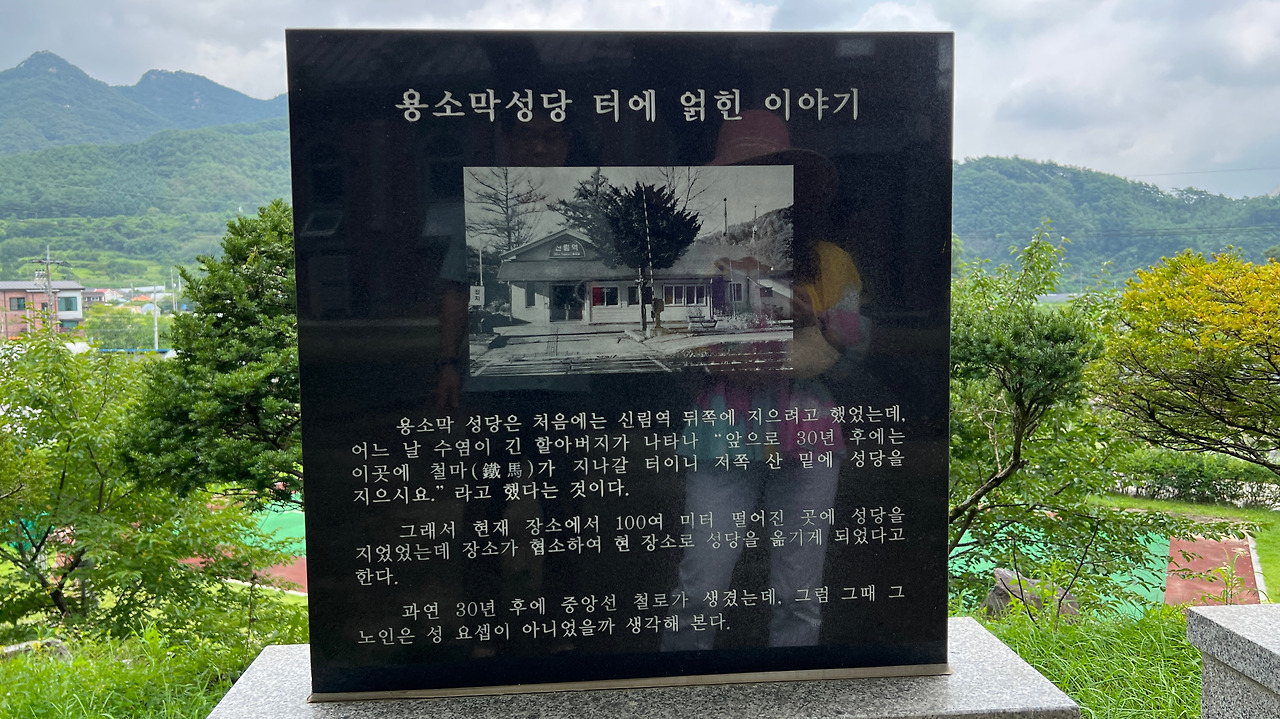 용소막성당 터에 얽힌 이야기
신림역
용소막 성당은 처음에는 신림역 뒤쪽에 지으려고 했었는데,
어느 날 수염이 긴 할아버지가 나타나 “앞으로 30년 후에는
이곳에 철마(鐵馬)가 지나갈 터이니 저쪽 산 밑에 성당을
지으시요.” 라고 했다는 것이다.
그래서 현재 장소에서 100여 미터 떨어진 곳에 성당을
지었었는데 장소가 협소하여 현 장소로 성당을 옮기게 되었다고
한다.
과연 30년 후에 중앙선 철로가 생겼는데, 그럼 그때 그
노인은 성 요셉이 아니었을까 생각해 본다.